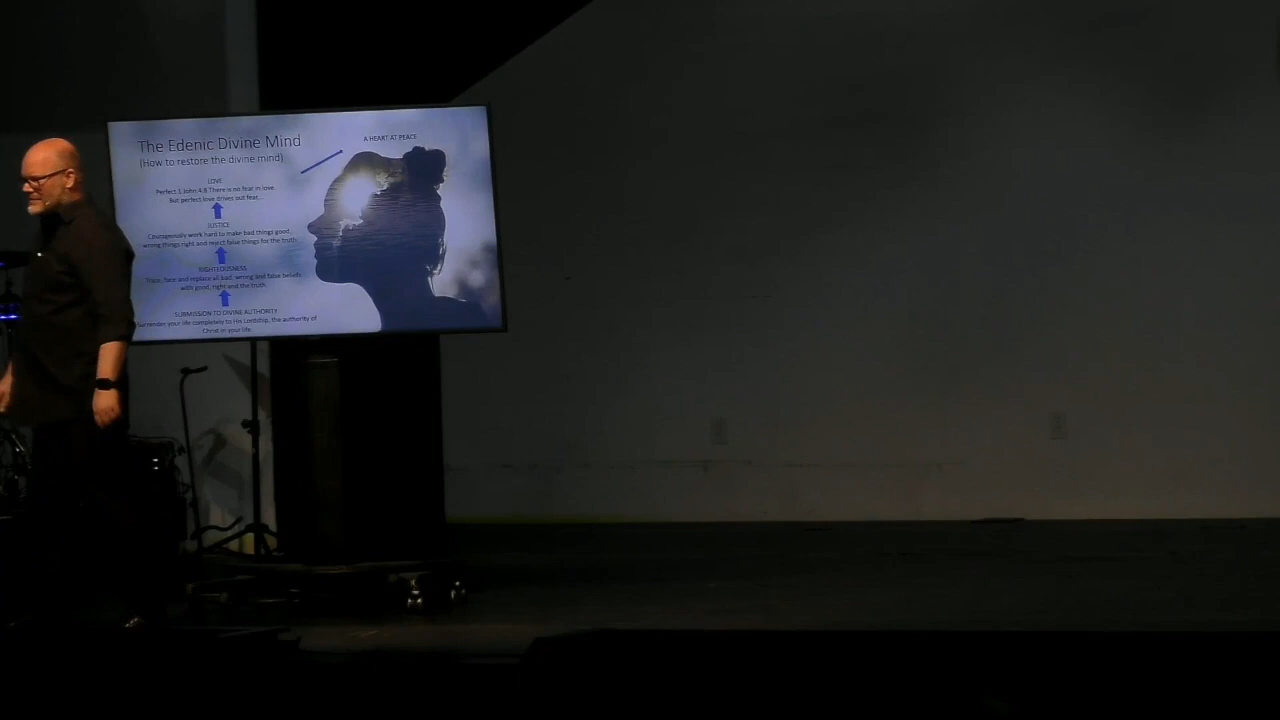 The Edenic Divine Mind
(How to restore the divine mind)
A HEART AT PEACE
LOVE
Perfect 1 John 4:8 There is no fear in love.
But perfect love drives out fear...
JUSTICE
Courageously work hard to make bad things good,
wrong things right and reject false things for the truth.
RIGHTEOUSNESS
Trace, face and replace all bad, wrong and false beliefs
with good, right and the truth.
SUBMISSION TO DIVINE AUTHORITY
Surrender your life completely to His Lordship, the authority of
Christ in your life.